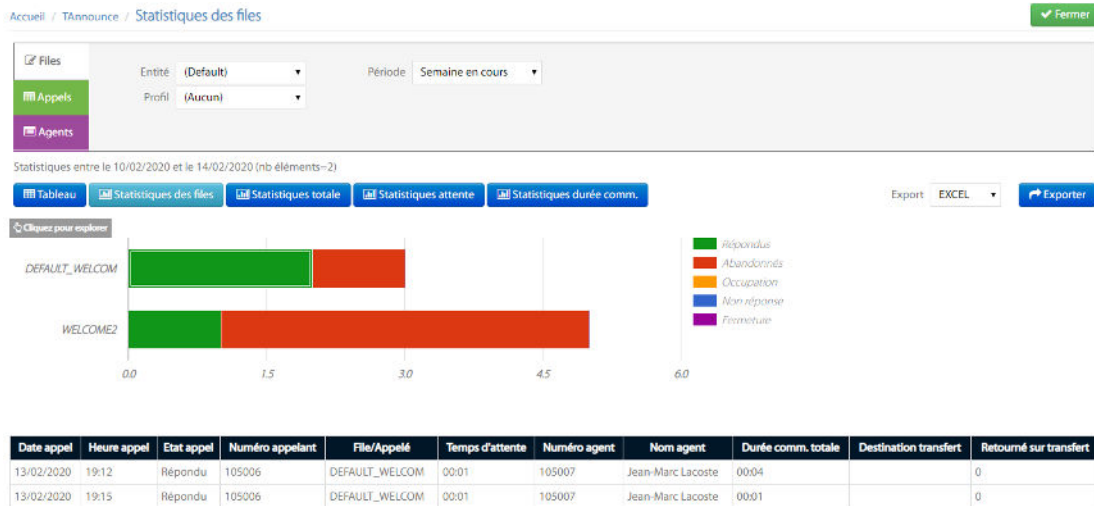 Accueil / TAnnounce / Statistiques des files
Fermer
Files
Appels
Agents
Entité (Default) Période Semaine en cours
Profil (Aucun)
Statistiques entre le 10/02/2020 et le 14/02/2020 (nb éléments=2)
Tableau Statistiques des files Statistiques totale Statistiques attente Statistiques durée comm. Export EXCEL Exporter
Cliquez pour explorer
DEFAULT_WELCOM
WELCOME2
0.0 1.5 3.0 4.5 6.0
Répondus
Abandonnés
Occupation
Non réponse
Fermeture
Date appel Heure appel Etat appel Numéro appelant File/Appelé Temps d'attente Numéro agent Nom agent Durée comm. totale Destination transfert Retourné sur transfert
13/02/2020 19:12 Répondu 105006 DEFAULT_WELCOM 00:01 105007 Jean-Marc Lacoste 00:04 0
13/02/2020 19:15 Répondu 105006 DEFAULT_WELCOM 00:01 105007 Jean-Marc Lacoste 00:01 0